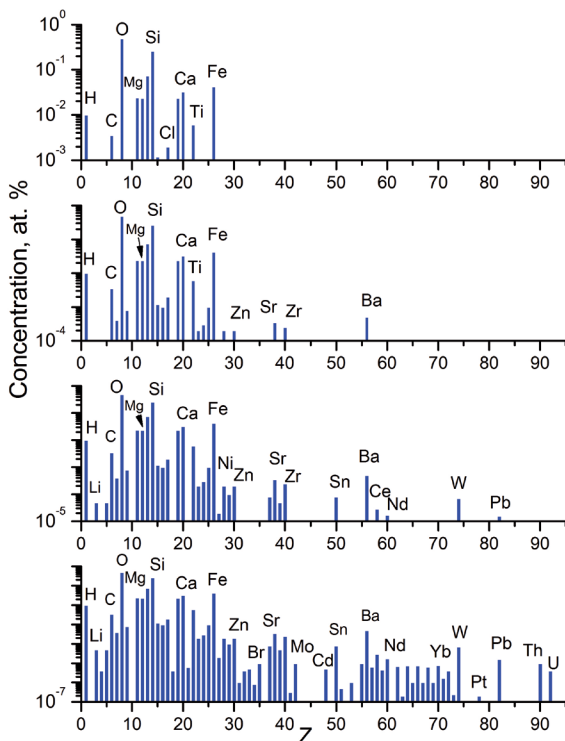 Concentration, at. %
10^0
10^-1
10^-2
10^-3
H C O Mg Si Cl Ca Ti Fe
0 10 20 30 40 50 60 70 80 90
10^-4
H C O Mg Si Ca Ti Fe Zn Sr Zr Ba
0 10 20 30 40 50 60 70 80 90
10^-5
H Li C O Mg Si Ca Fe Ni Zn Sr Zr Sn Ba Ce Nd W Pb
0 10 20 30 40 50 60 70 80 90
10^-7
H Li C O Mg Si Ca Fe Zn Br Sr Mo Cd Sn Ba Nd Yb W Pt Pb Th U
0 10 20 30 40 50 60 70 80 90
Z